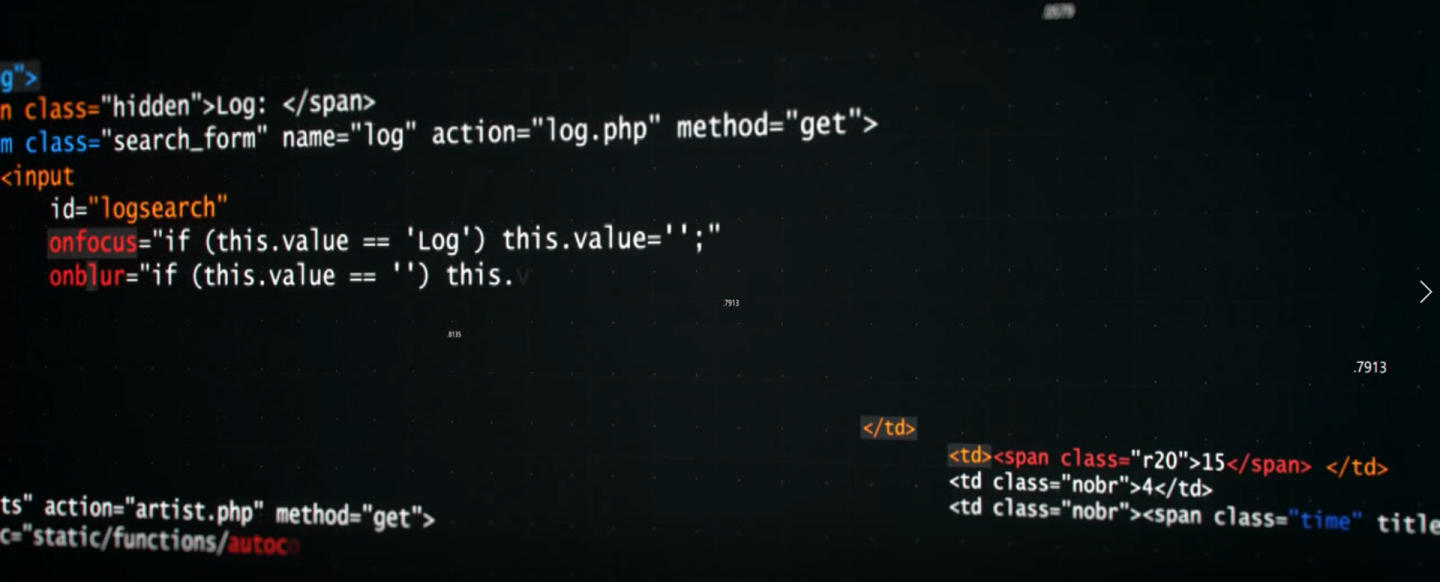 g">
n class="hidden">Log: </span>
m class="search_form" name="log" action="log.php" method="get">
<input
id="logsearch"
onfocus="if (this.value == 'Log') this.value='';"
onblur="if (this.value == '') this.v
.7913
.8135
.7913
</td>
<td><span class="r20">15</span> </td>
<td class="nobr">4</td>
<td class="nobr"><span class="time" title
ts" action="artist.php" method="get">
c="static/functions/autoco